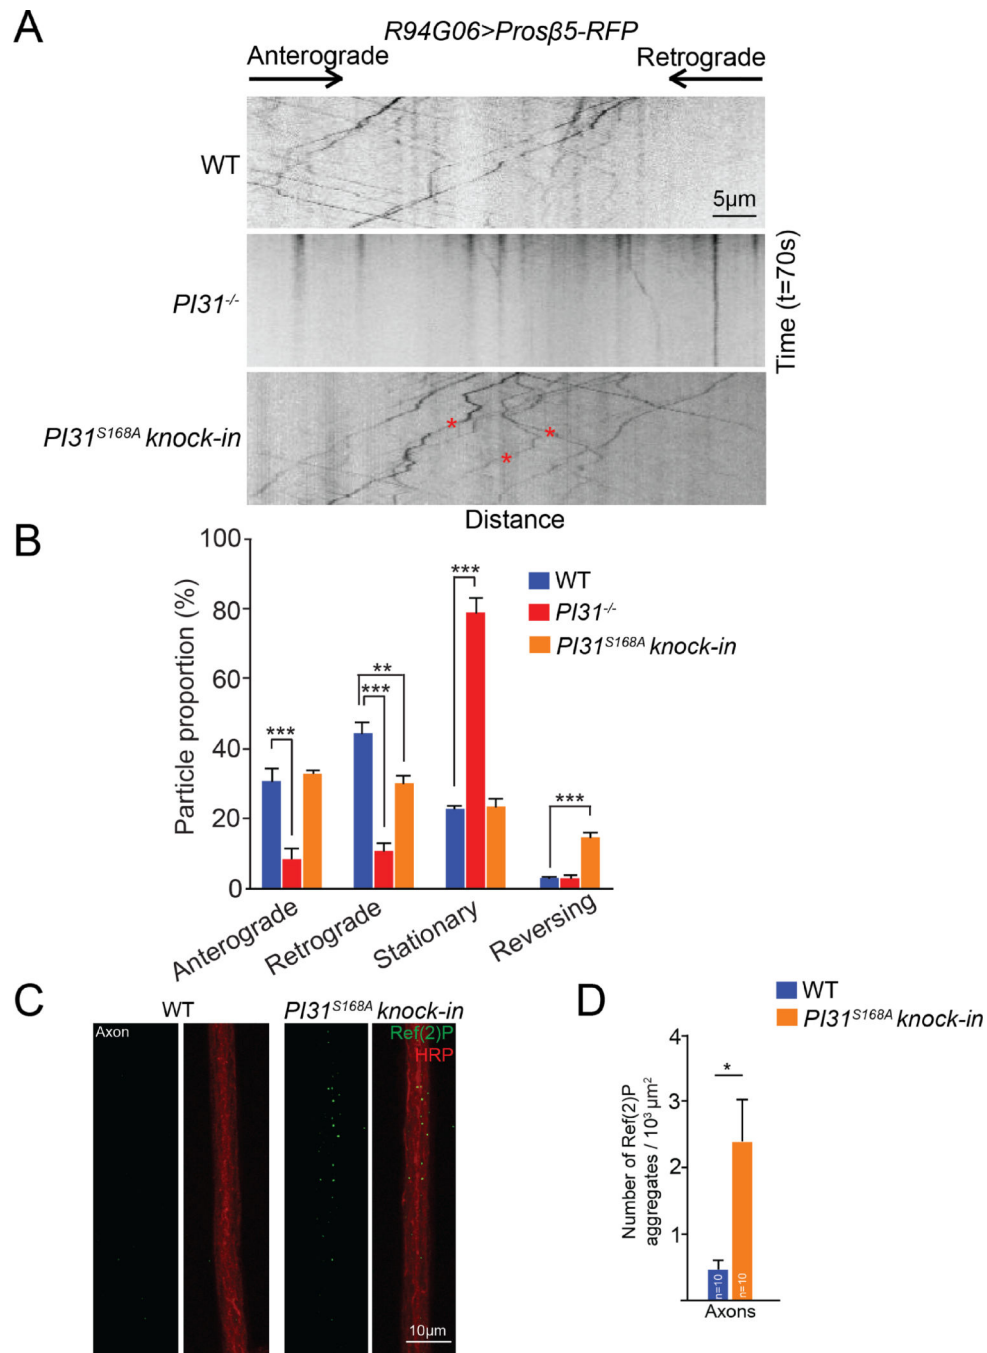 A
R94G06>Prosβ5-RFP
Anterograde
Retrograde
WT
5μm
PI31-/-
PI31S168A knock-in
*
*
*
Time (t=70s)
Distance
B
Particle proportion (%)
100
80
60
40
20
0
***
**
***
***
***
WT
PI31-/-
PI31S168A knock-in
Anterograde
Retrograde
Stationary
Reversing
C
WT
PI31S168A knock-in
Axon
Ref(2)P
HRP
10μm
D
WT
PI31S168A knock-in
Number of Ref(2)P
aggregates / 10³ μm²
4
3
2
1
*
n=10
n=10
Axons